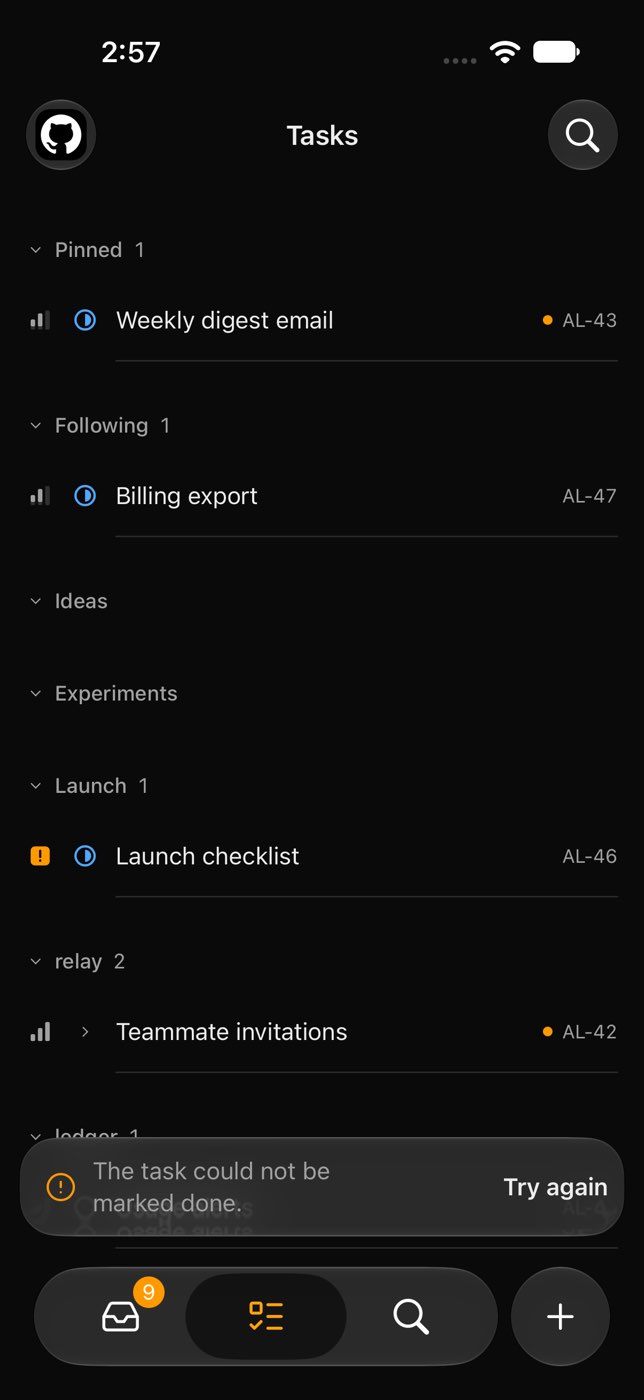 2:57
Tasks
Pinned 1
Weekly digest email AL-43
Following 1
Billing export AL-47
Ideas
Experiments
Launch 1
! Launch checklist AL-46
relay 2
Teammate invitations AL-42
ledger 1
! The task could not be
marked done.
Try again
9